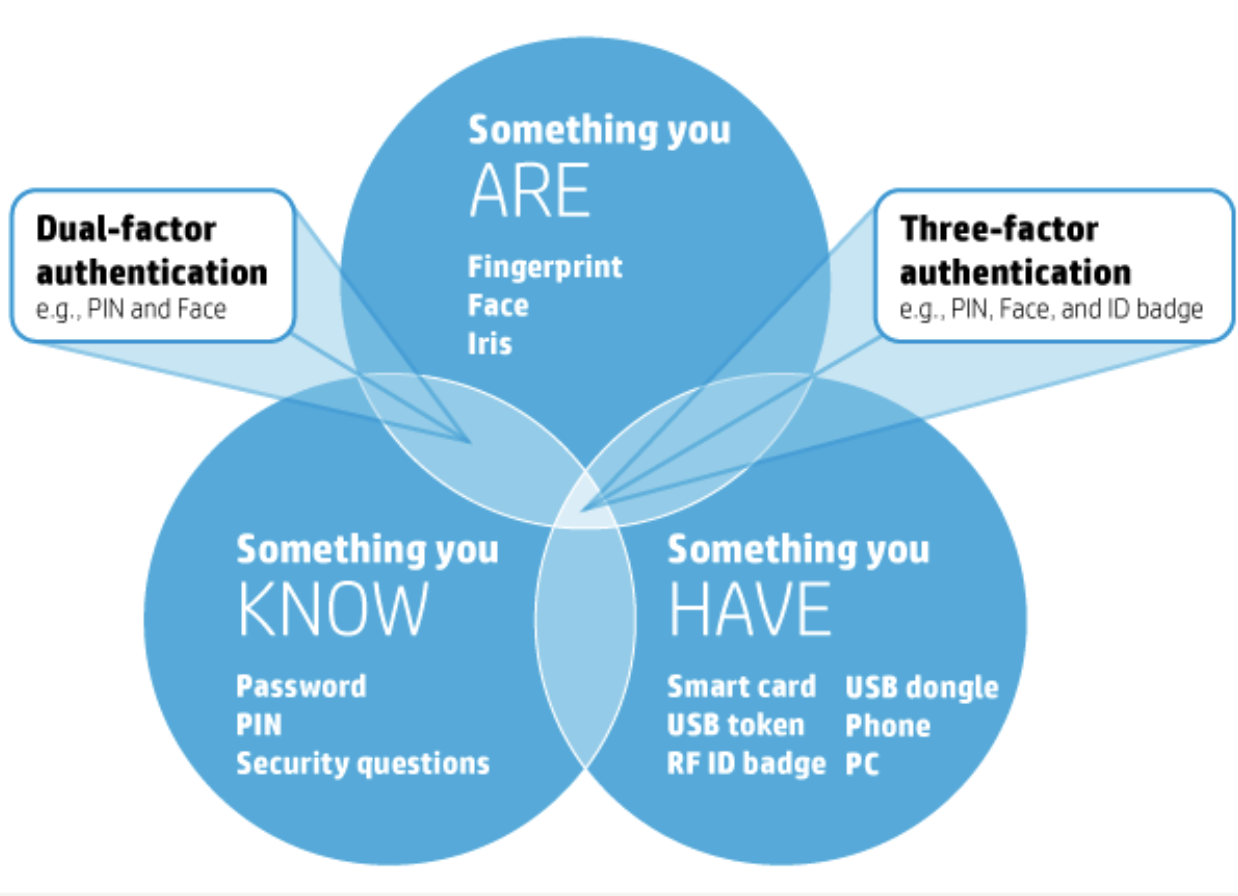 Something you
ARE
Fingerprint
Face
Iris
Dual-factor
authentication
e.g., PIN and Face
Three-factor
authentication
e.g., PIN, Face, and ID badge
Something you
KNOW
Password
PIN
Security questions
Something you
HAVE
Smart card
USB token
RF ID badge
USB dongle
Phone
PC